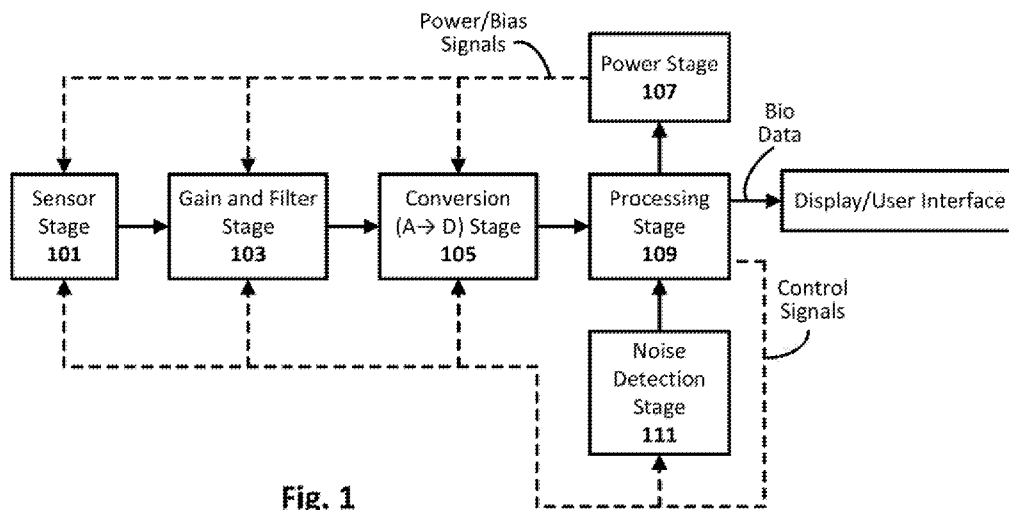 Power/Bias
Signals
Power Stage
107
Bio
Data
Sensor
Stage
101
Gain and Filter
Stage
103
Conversion
(A→ D) Stage
105
Processing
Stage
109
Display/User Interface
Control
Signals
Noise
Detection
Stage
111
Fig. 1